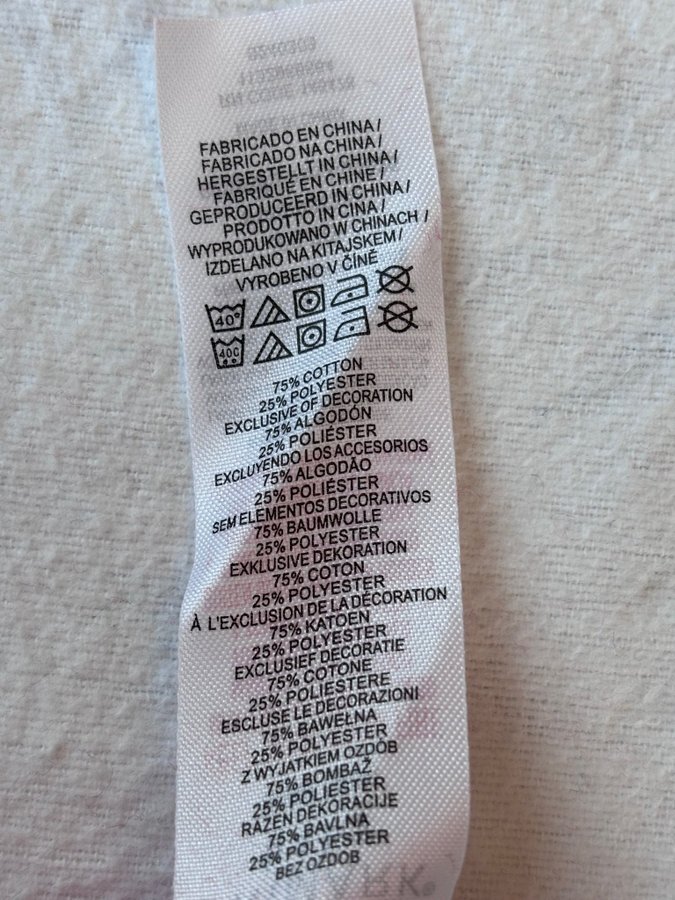 FABRICADO EN CHINA /
FABRICADO NA CHINA /
HERGESTELLT IN CHINA /
FABRIQUÉ EN CHINE /
GEPRODUCEERD IN CHINA /
PRODOTTO IN CINA /
WYPRODUKOWANO W CHINACH /
IZDELANO NA KITAJSKEM /
VYROBENO V ČÍNĚ
40°
40C
75% COTTON
25% POLYESTER
EXCLUSIVE OF DECORATION
75% ALGODÓN
25% POLIÉSTER
EXCLUYENDO LOS ACCESORIOS
75% ALGODÃO
25% POLIÉSTER
SEM ELEMENTOS DECORATIVOS
75% BAUMWOLLE
25% POLYESTER
EXKLUSIVE DEKORATION
75% COTON
25% POLYESTER
À L'EXCLUSION DE LA DÉCORATION
75% KATOEN
25% POLYESTER
EXCLUSIEF DECORATIE
75% COTONE
25% POLIESTERE
ESCLUSE LE DECORAZIONI
75% BAWEŁNA
25% POLYESTER
Z WYJATKIEM OZDÓB
75% BOMBAŽ
25% POLIESTER
RAZEN DEKORACIJE
75% BAVLNA
25% POLYESTER
BEZ OZDOB